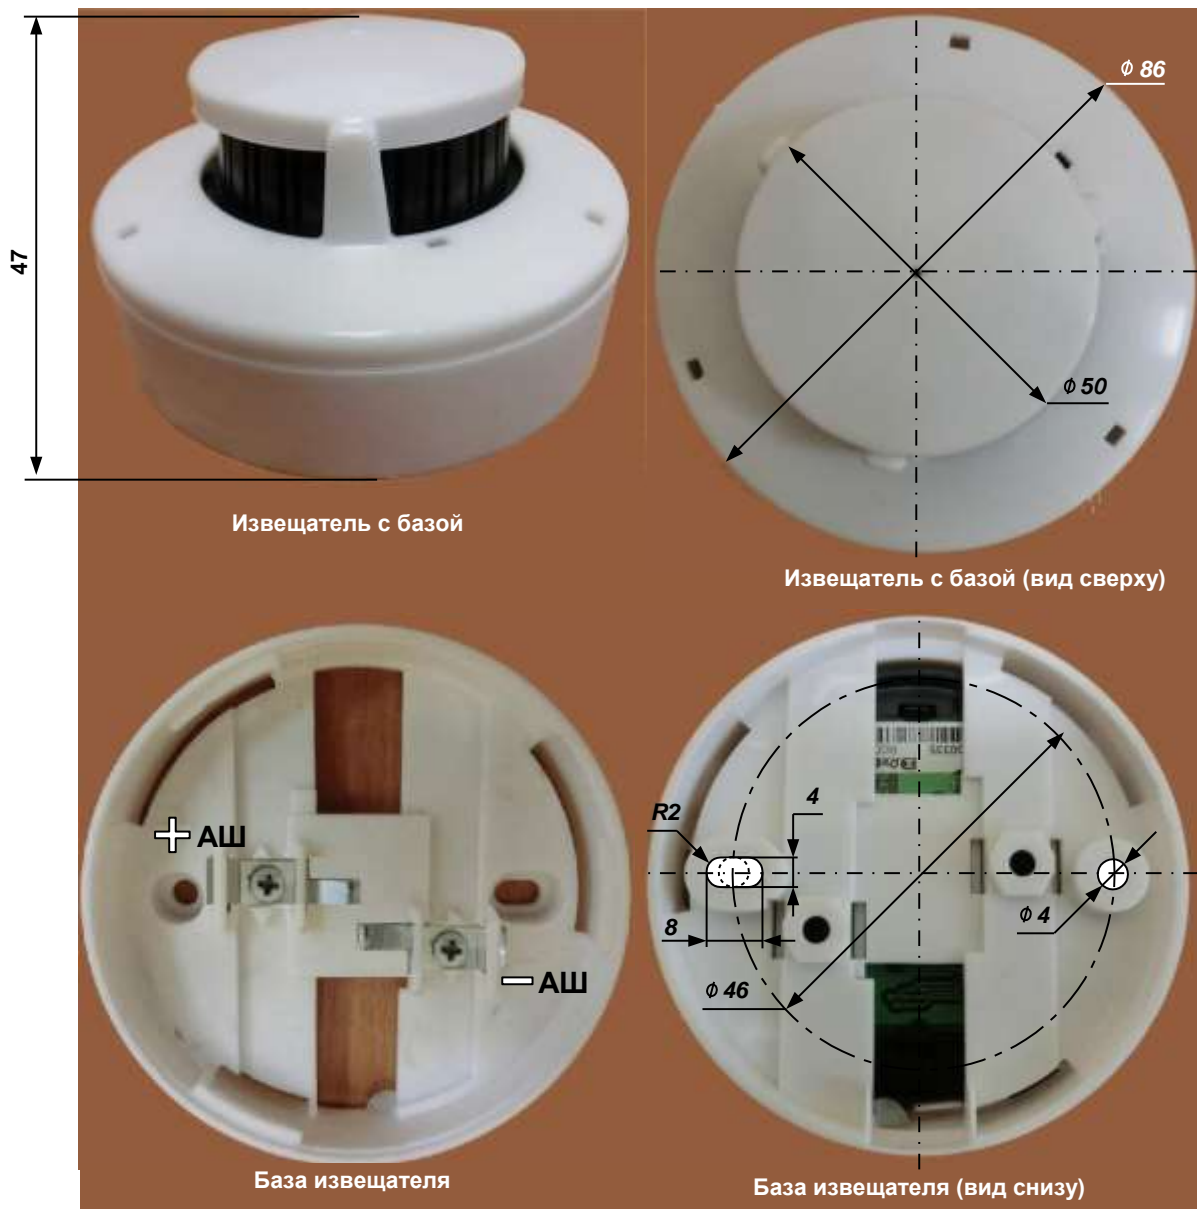 47
ϕ 86
ϕ 50
Извещатель с базой
Извещатель с базой (вид сверху)
+ АШ
— АШ
R2
4
8
ϕ 4
ϕ 46
База извещателя
База извещателя (вид снизу)